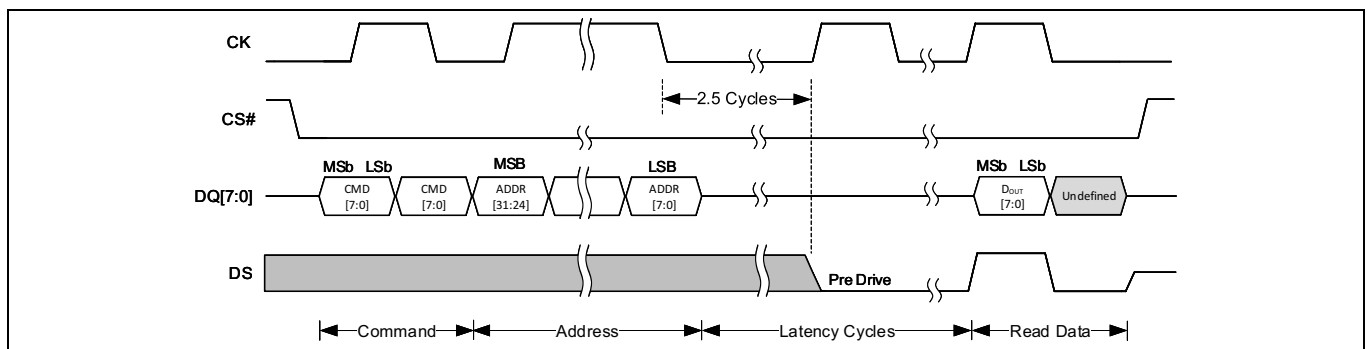 CK
2.5 Cycles
CS#
MSb LSb MSB LSB MSb LSb
DQ[7:0]
CMD
[7:0]
CMD
[7:0]
ADDR
[31:24]
ADDR
[7:0]
DOUT
[7:0]
Undefined
DS
Pre Drive
Command Address Latency Cycles Read Data